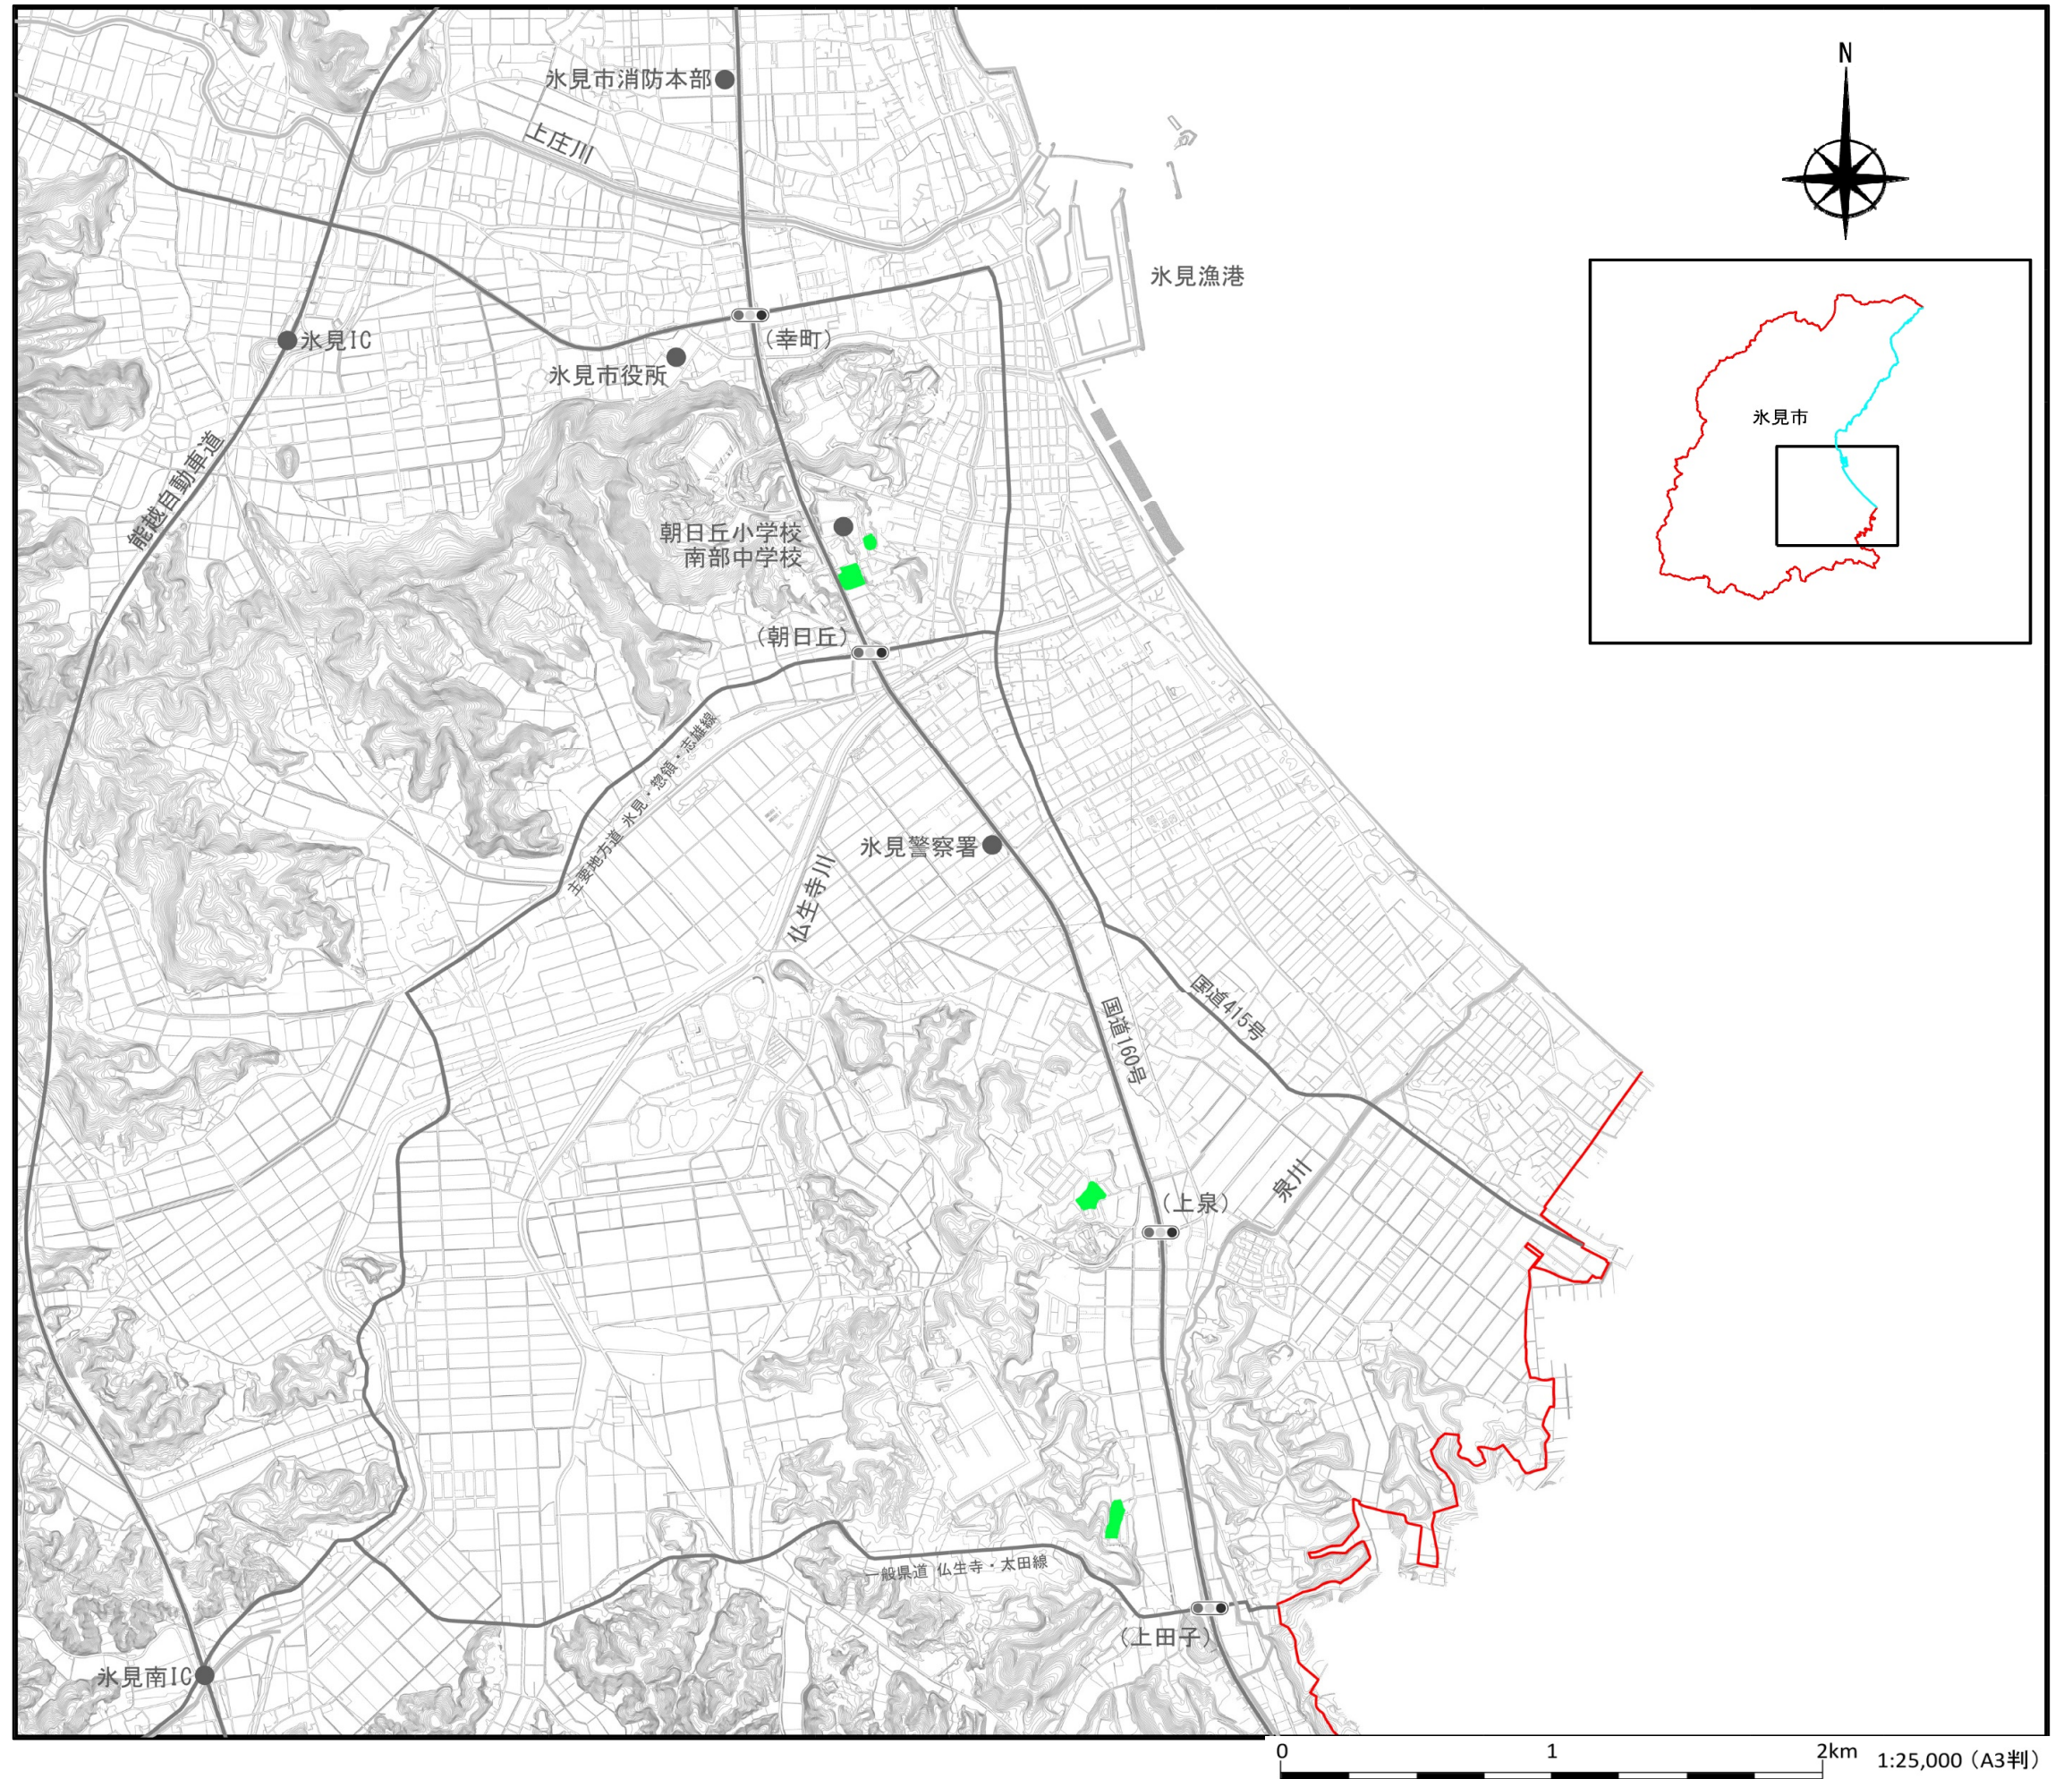 N
氷見市消防本部
上庄川
氷見漁港
氷見IC
(幸町)
氷見市役所
氷見市
能越自動車道
朝日丘小学校
南部中学校
(朝日丘)
主要地方道 氷見・惣領・志雄線
氷見警察署
仏生寺川
国道415号
国道160号
泉川
(上泉)
一般県道 仏生寺・太田線
(上田子)
氷見南IC
0 1 2km 1:25,000 (A3判)